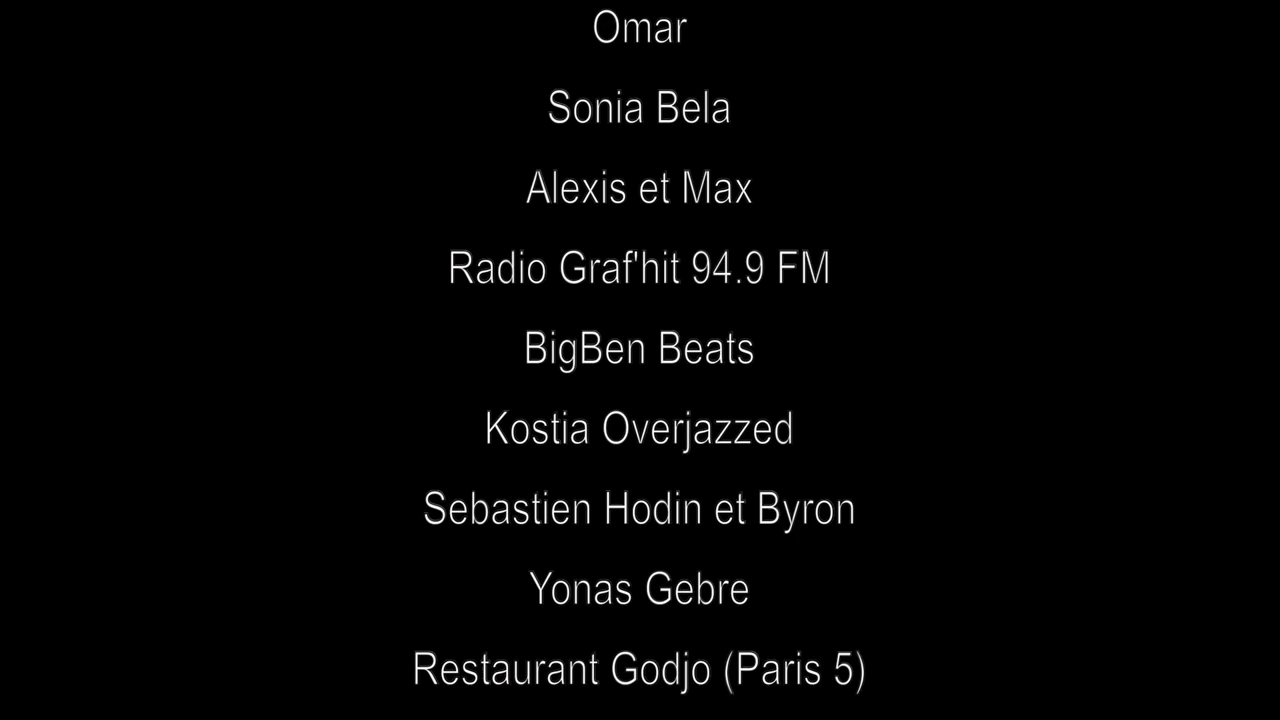 Omar
Sonia Bela
Alexis et Max
Radio Graf'hit 94.9 FM
BigBen Beats
Kostia Overjazzed
Sebastien Hodin et Byron
Yonas Gebre
Restaurant Godjo (Paris 5)